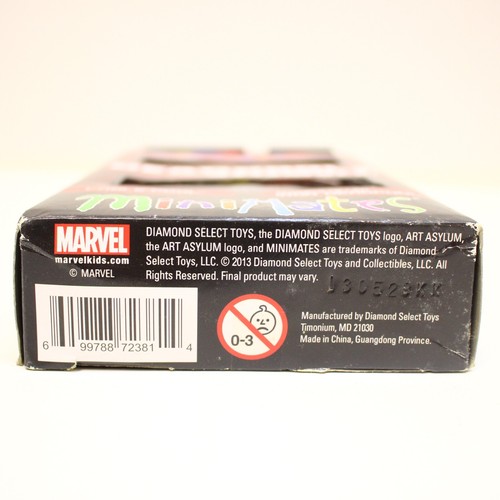 MiniMates
MARVEL
marvelkids.com
© MARVEL
DIAMOND SELECT TOYS, the DIAMOND SELECT TOYS logo, ART ASYLUM,
the ART ASYLUM logo, and MINIMATES are trademarks of Diamond
Select Toys, LLC. © 2013 Diamond Select Toys and Collectibles, LLC. All
Rights Reserved. Final product may vary.
D30529KK
6 99788 72381 4
0-3
Manufactured by Diamond Select Toys
Timonium, MD 21030
Made in China, Guangdong Province.